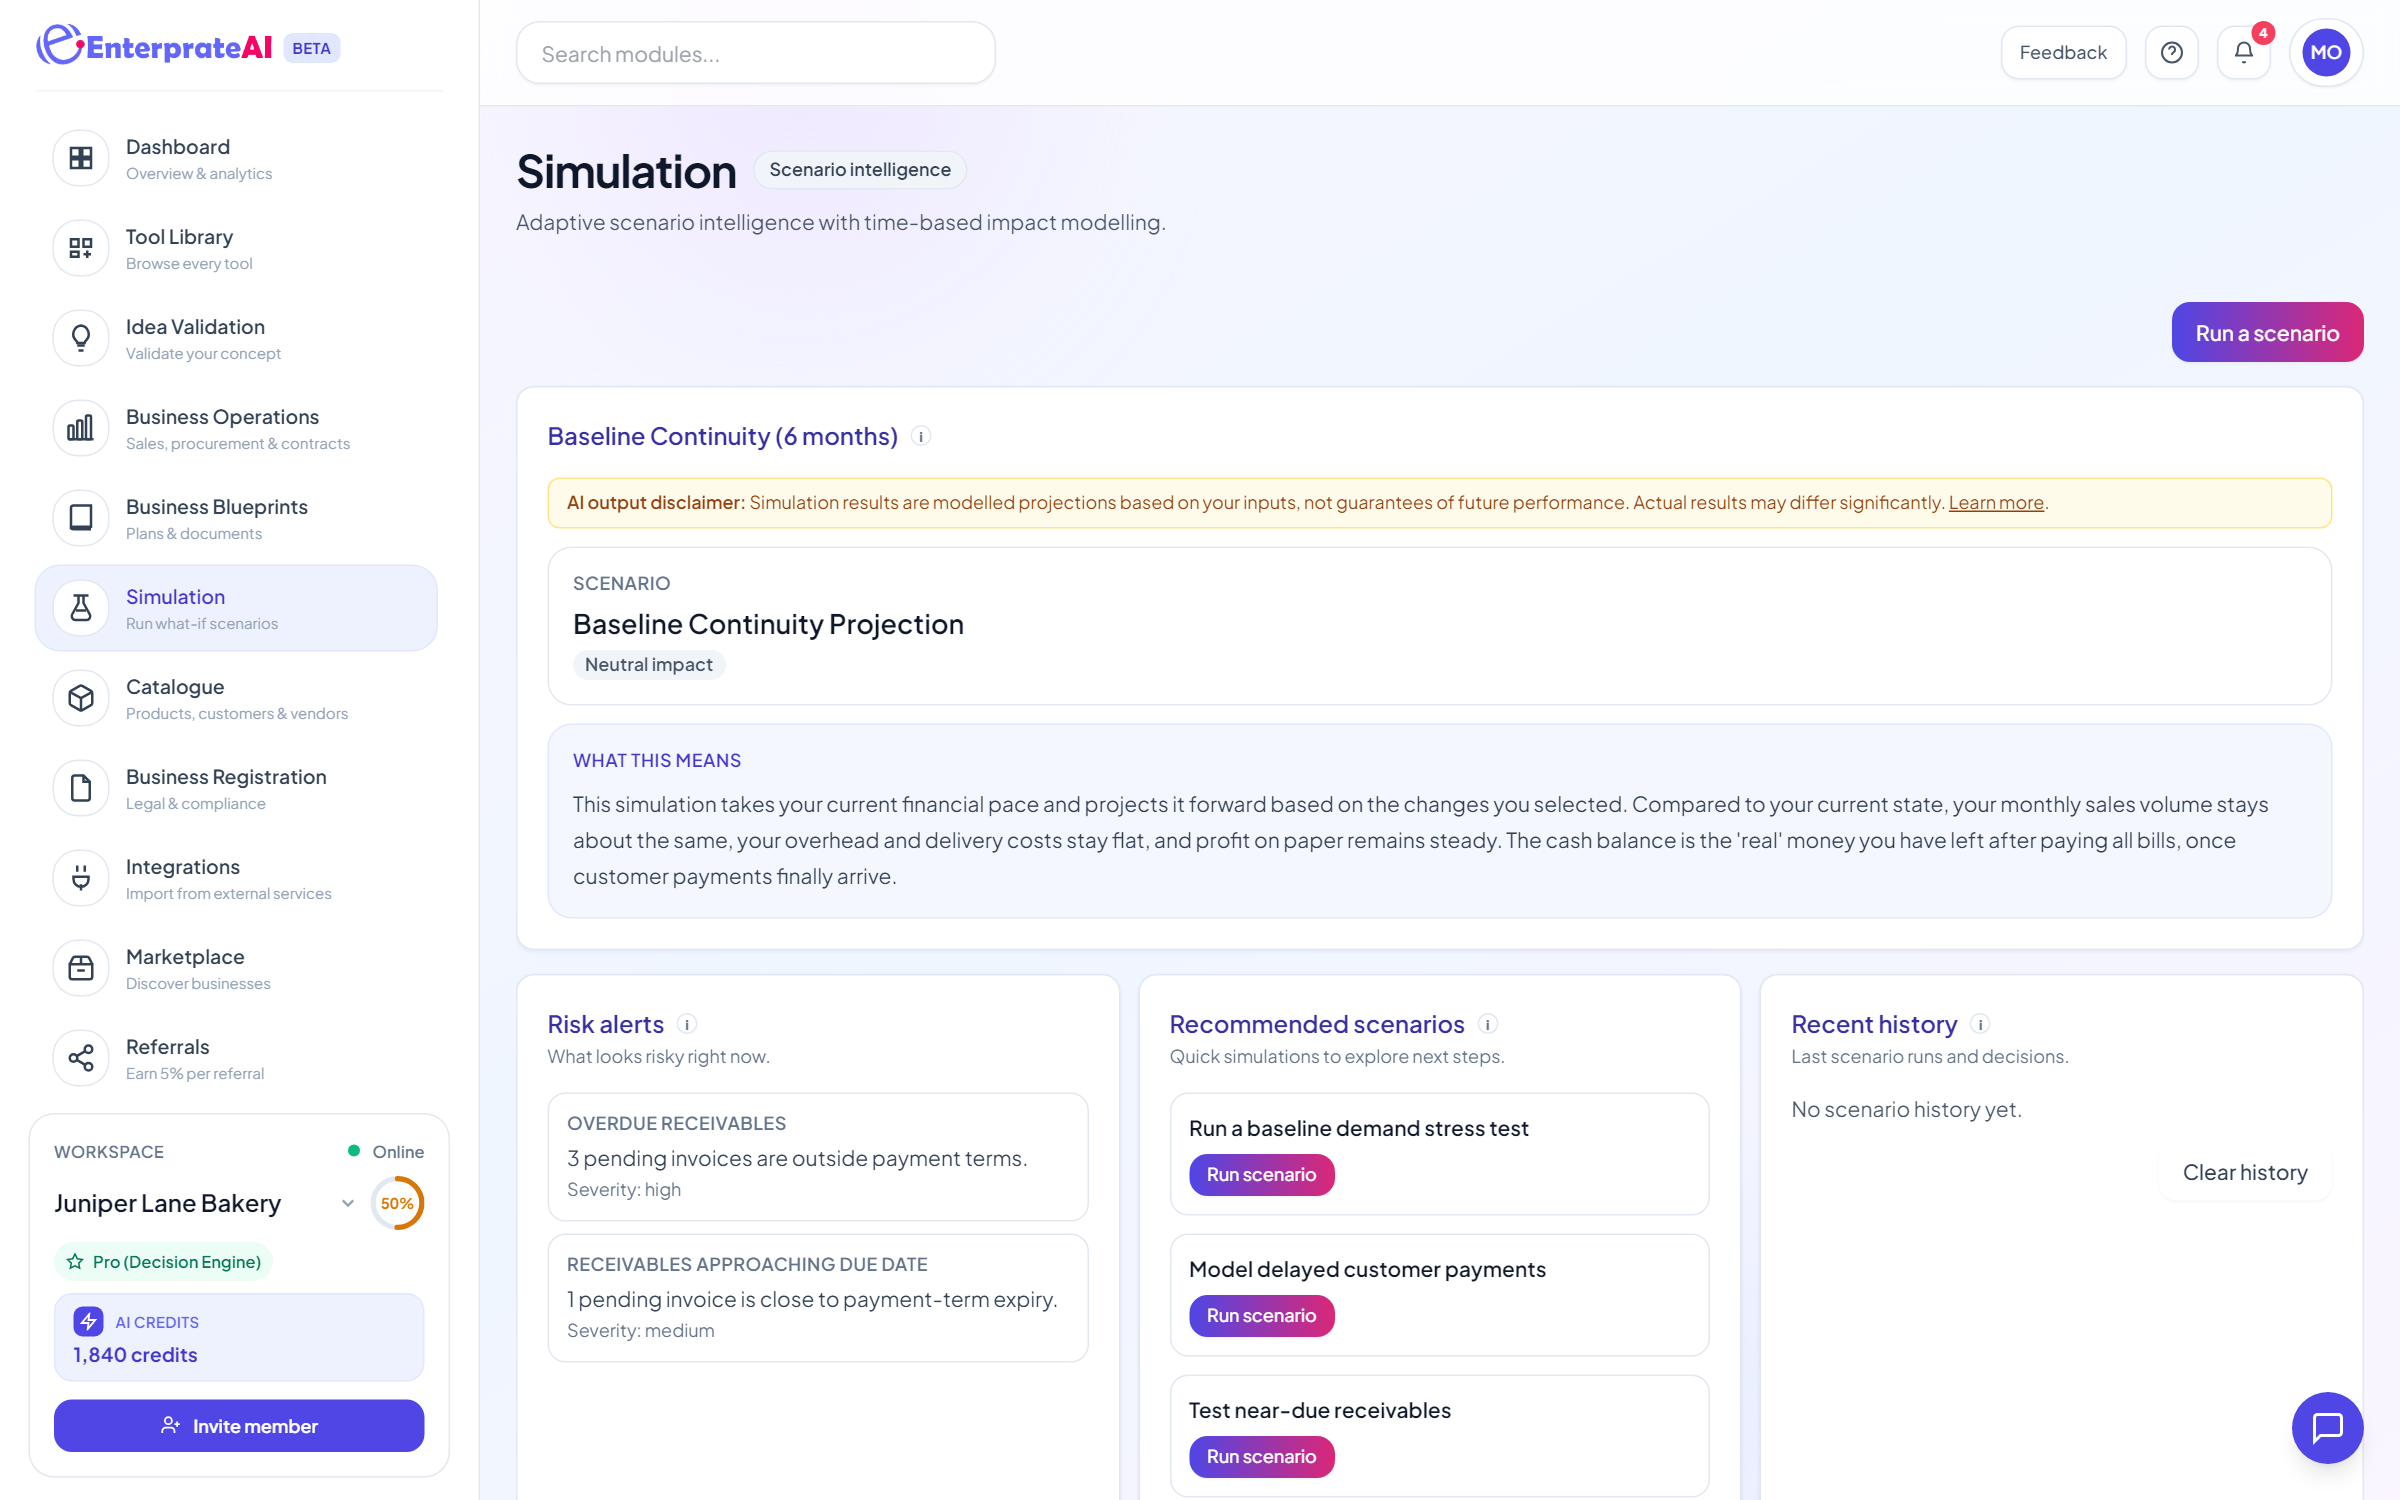 EnterprateAI BETA
Search modules...
Feedback
4
MO
Dashboard
Overview & analytics
Tool Library
Browse every tool
Idea Validation
Validate your concept
Business Operations
Sales, procurement & contracts
Business Blueprints
Plans & documents
Simulation
Run what-if scenarios
Catalogue
Products, customers & vendors
Business Registration
Legal & compliance
Integrations
Import from external services
Marketplace
Discover businesses
Referrals
Earn 5% per referral
WORKSPACE
Online
Juniper Lane Bakery
50%
Pro (Decision Engine)
AI CREDITS
1,840 credits
Invite member
Simulation
Scenario intelligence
Adaptive scenario intelligence with time-based impact modelling.
Run a scenario
Baseline Continuity (6 months) i
AI output disclaimer: Simulation results are modelled projections based on your inputs, not guarantees of future performance. Actual results may differ significantly. Learn more.
SCENARIO
Baseline Continuity Projection
Neutral impact
WHAT THIS MEANS
This simulation takes your current financial pace and projects it forward based on the changes you selected. Compared to your current state, your monthly sales volume stays
about the same, your overhead and delivery costs stay flat, and profit on paper remains steady. The cash balance is the 'real' money you have left after paying all bills, once
customer payments finally arrive.
Risk alerts i
What looks risky right now.
OVERDUE RECEIVABLES
3 pending invoices are outside payment terms.
Severity: high
RECEIVABLES APPROACHING DUE DATE
1 pending invoice is close to payment-term expiry.
Severity: medium
Recommended scenarios i
Quick simulations to explore next steps.
Run a baseline demand stress test
Run scenario
Model delayed customer payments
Run scenario
Test near-due receivables
Run scenario
Recent history i
Last scenario runs and decisions.
No scenario history yet.
Clear history